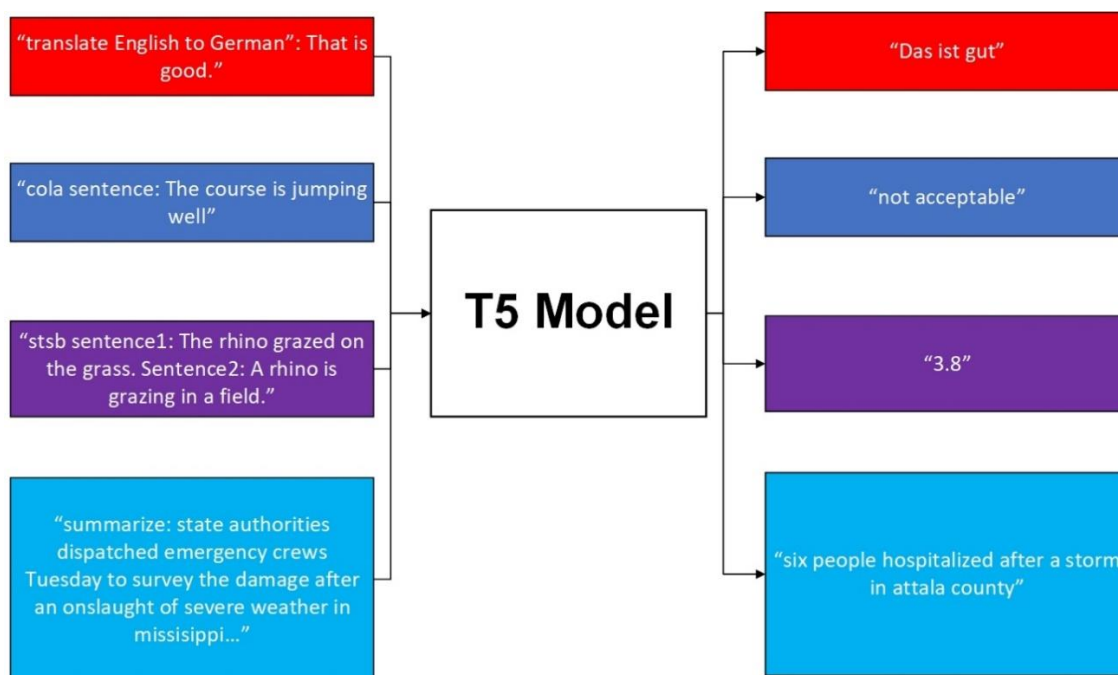 “translate English to German”: That is
good.”
“Das ist gut”
“cola sentence: The course is jumping
well”
“not acceptable”
T5 Model
“stsb sentence1: The rhino grazed on
the grass. Sentence2: A rhino is
grazing in a field.”
“3.8”
“summarize: state authorities
dispatched emergency crews
Tuesday to survey the damage after
an onslaught of severe weather in
missisippi…”
“six people hospitalized after a storm
in attala county”